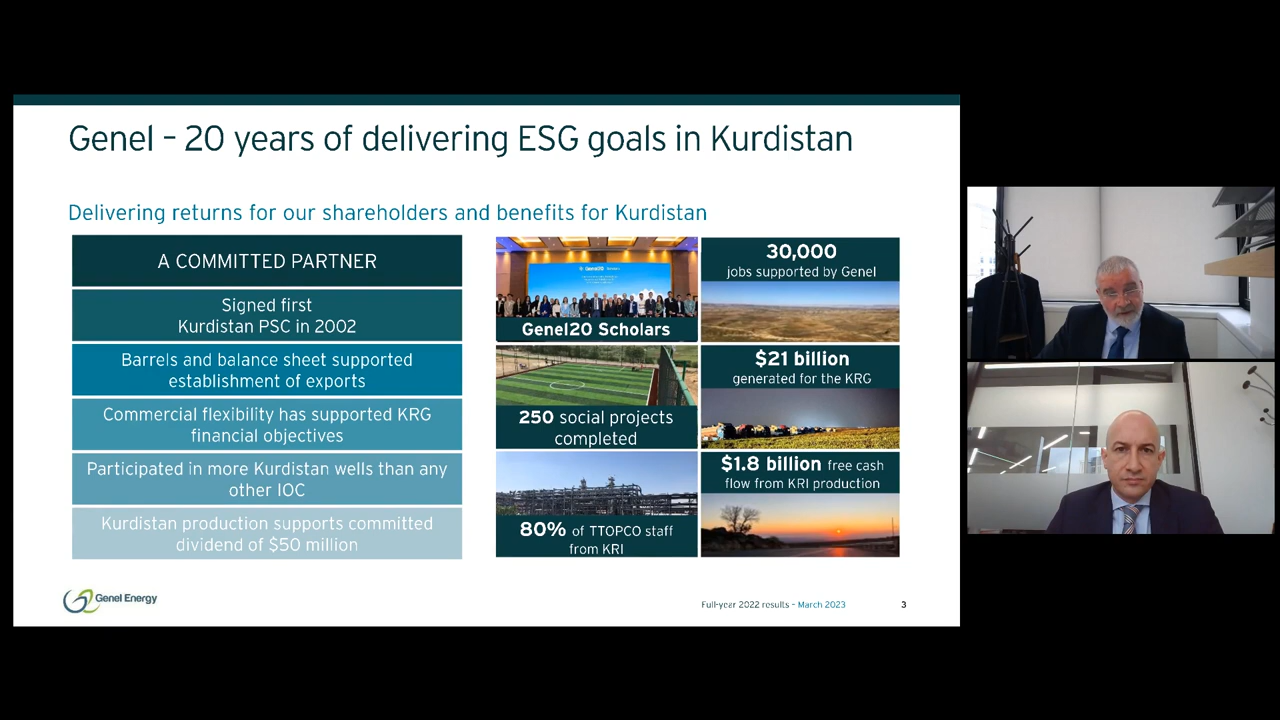 Genel – 20 years of delivering ESG goals in Kurdistan
Delivering returns for our shareholders and benefits for Kurdistan
A COMMITTED PARTNER
Signed first
Kurdistan PSC in 2002
Barrels and balance sheet supported
establishment of exports
Commercial flexibility has supported KRG
financial objectives
Participated in more Kurdistan wells than any
other IOC
Kurdistan production supports committed
dividend of $50 million
Genel20
Genel20 Scholars
30,000
jobs supported by Genel
250 social projects
completed
$21 billion
generated for the KRG
80% of TTOPCO staff
from KRI
$1.8 billion free cash
flow from KRI production
Genel Energy
Full-year 2022 results – March 2023
3